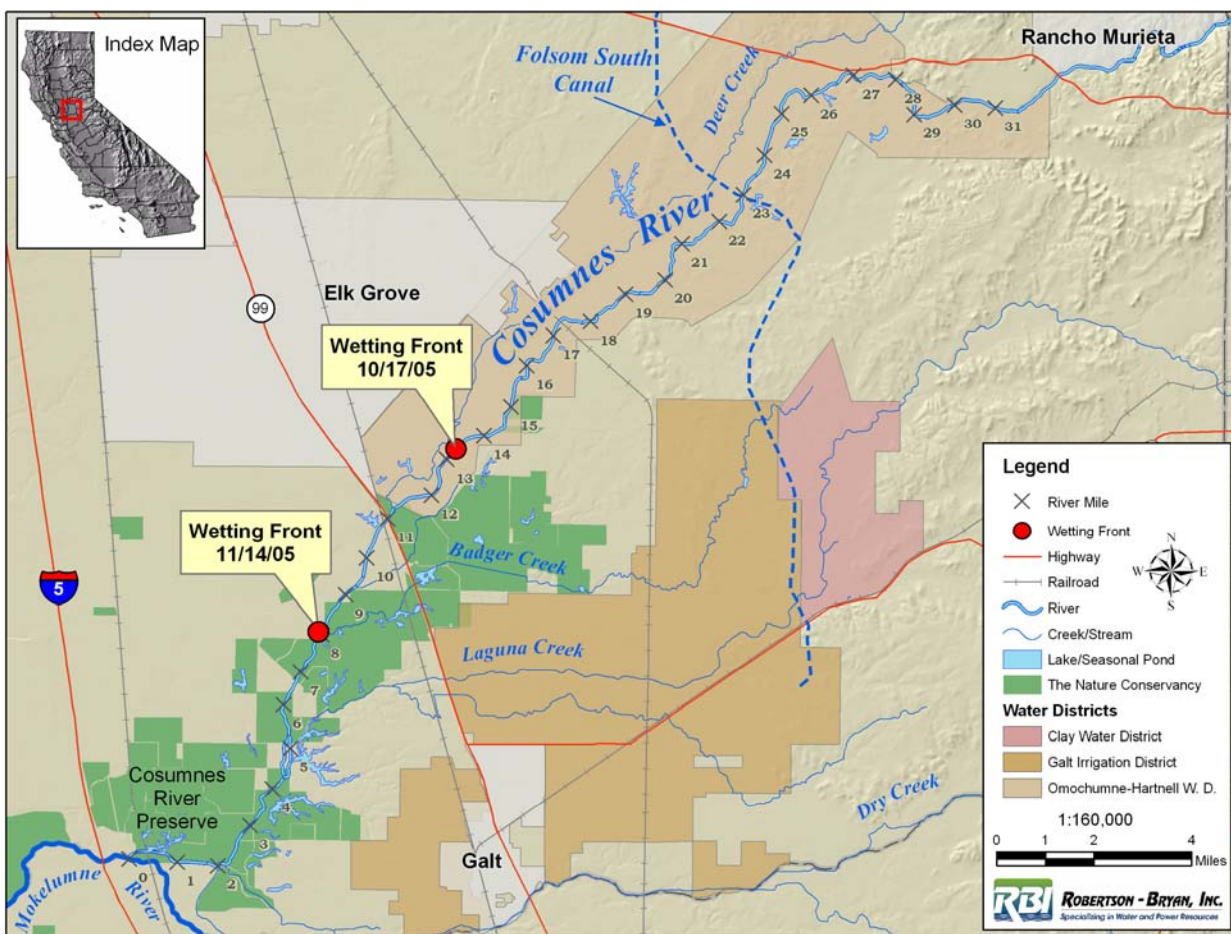 Index Map
Rancho Murieta
Folsom South
Canal
Deer Creek
Cosumnes River
99
Elk Grove
Wetting Front
10/17/05
Wetting Front
11/14/05
5
Badger Creek
Laguna Creek
Dry Creek
Galt
Cosumnes
River
Preserve
Mokelumne
River
0
1
2
3
4
5
6
7
8
9
10
11
12
13
14
15
16
17
18
19
20
21
22
23
24
25
26
27
28
29
30
31
Legend
River Mile
Wetting Front
Highway
Railroad
River
Creek/Stream
Lake/Seasonal Pond
The Nature Conservancy
Water Districts
Clay Water District
Galt Irrigation District
Omochumne-Hartnell W. D.
N
W E
S
1:160,000
0 1 2 4
Miles
RBI ROBERTSON - BRYAN, INC.
Specializing in Water and Power Resources